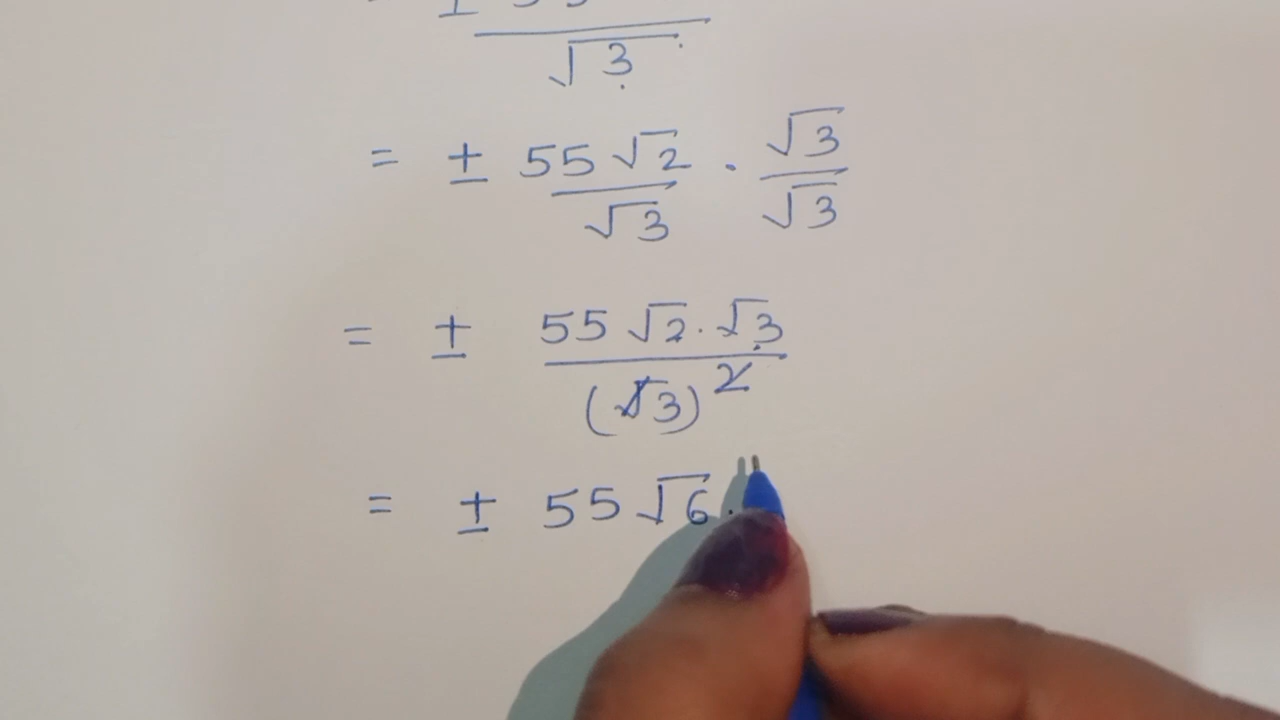 √3
= ± 55√2/√3 · √3/√3
= ± 55√2·√3/(√3)²
= ± 55√6